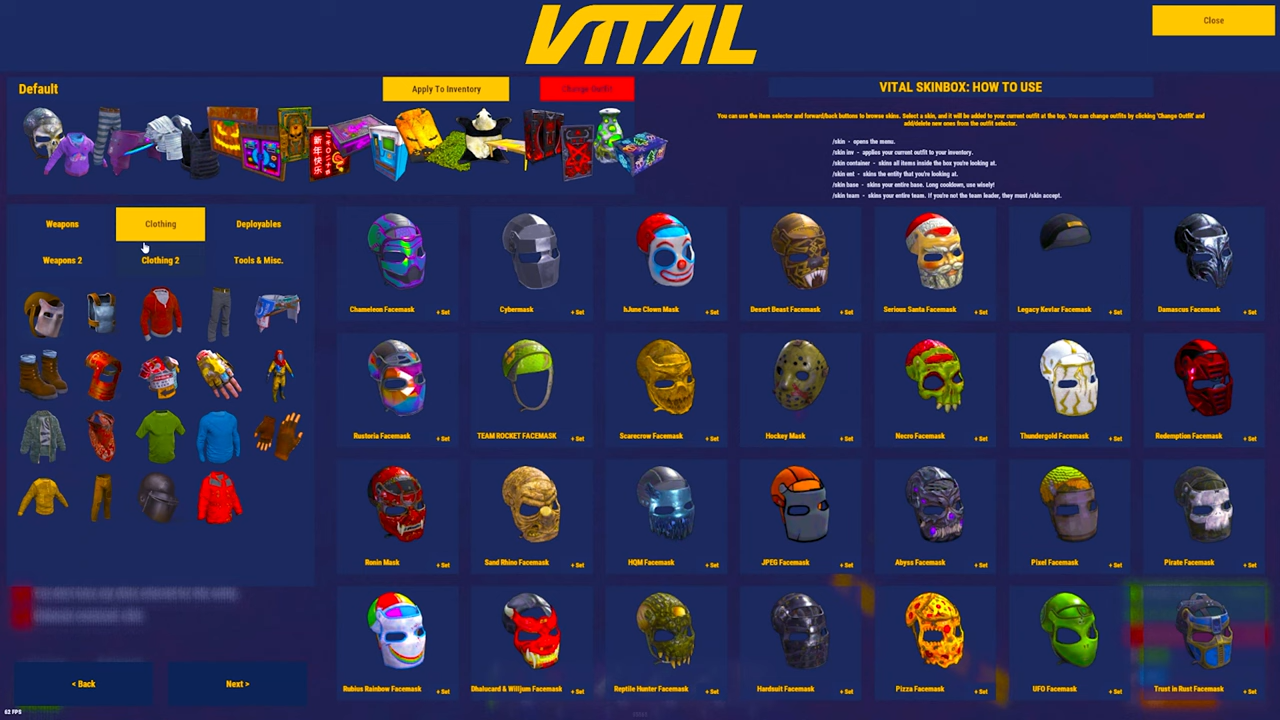 VITAL
Close
Default
Apply To Inventory
Change Outfit
新年快乐
VITAL SKINBOX: HOW TO USE
You can use the item selector and forward/back buttons to browse skins. Select a skin, and it will be added to your current outfit at the top. You can change outfits by clicking 'Change Outfit' and
add/delete new ones from the outfit selector.
/skin - opens the menu.
/skin inv - applies your current outfit to your inventory.
/skin container - skins all items inside the box you're looking at.
/skin ent - skins the entity that you're looking at.
/skin base - skins your entire base. Long cooldown, use wisely!
/skin team - skins your entire team. If you're not the team leader, they must /skin accept.
Weapons
Clothing
Deployables
Weapons 2
Clothing 2
Tools & Misc.
Chameleon Facemask + Set
Cybermask + Set
hJune Clown Mask + Set
Desert Beast Facemask + Set
Serious Santa Facemask + Set
Legacy Kevlar Facemask + Set
Damascus Facemask + Set
Rustoria Facemask + Set
TEAM ROCKET FACEMASK + Set
Scarecrow Facemask + Set
Hockey Mask + Set
Necro Facemask + Set
Thundergold Facemask + Set
Redemption Facemask + Set
Ronin Mask + Set
Sand Rhino Facemask + Set
HQM Facemask + Set
JPEG Facemask + Set
Abyss Facemask + Set
Pixel Facemask + Set
Pirate Facemask + Set
Rubius Rainbow Facemask + Set
Dhalucard & Willjum Facemask + Set
Reptile Hunter Facemask + Set
Hardsuit Facemask + Set
Pizza Facemask + Set
UFO Facemask + Set
Trust in Rust Facemask + Set
< Back
Next >
62 FPS